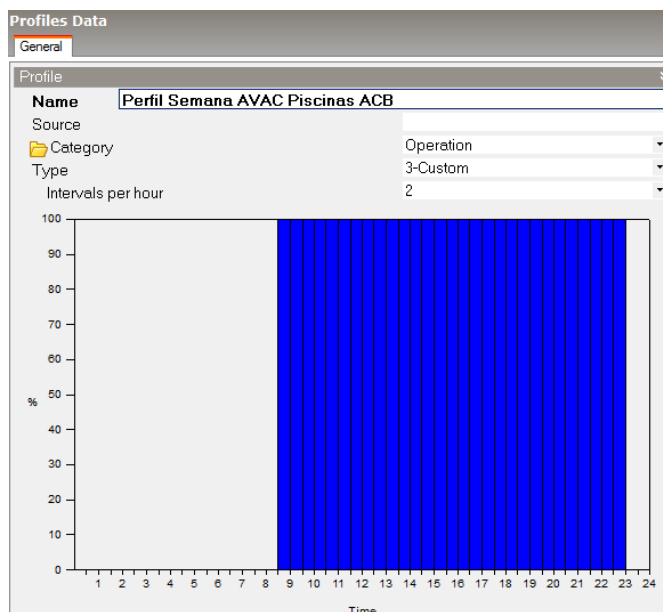 Profiles Data
General
Profile
Name Perfil Semana AVAC Piscinas ACB
Source
Category Operation
Type 3-Custom
Intervals per hour 2
100
90
80
70
60
% 50
40
30
20
10
0
1 2 3 4 5 6 7 8 9 10 11 12 13 14 15 16 17 18 19 20 21 22 23 24
Time